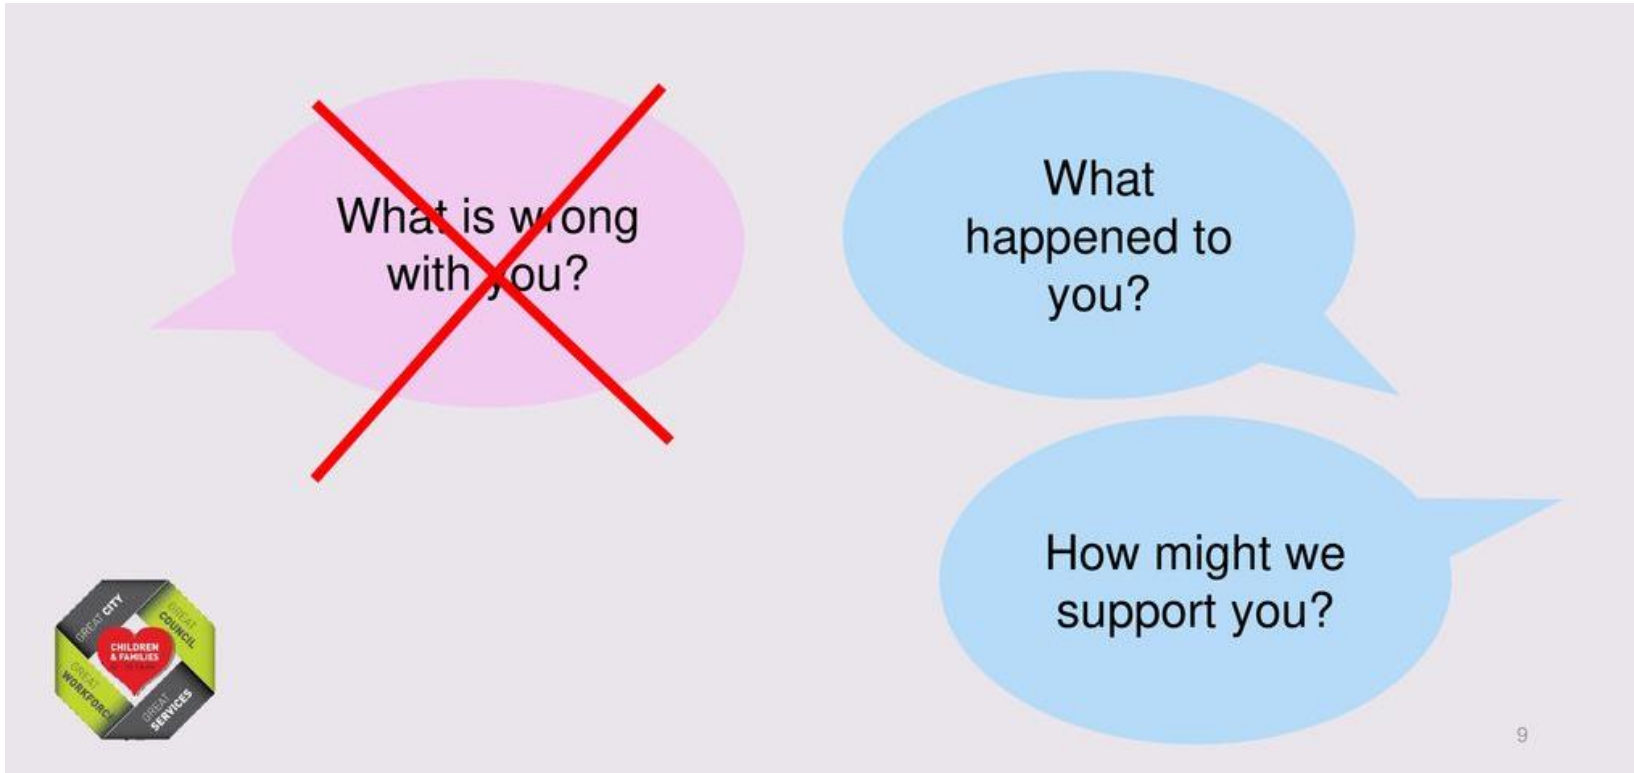 What is wrong
with you?
What
happened to
you?
How might we
support you?
GREAT CITY
GREAT
COUNCIL
CHILDREN
& FAMILIES
GREAT
WORKFORCE
GREAT
SERVICES
9